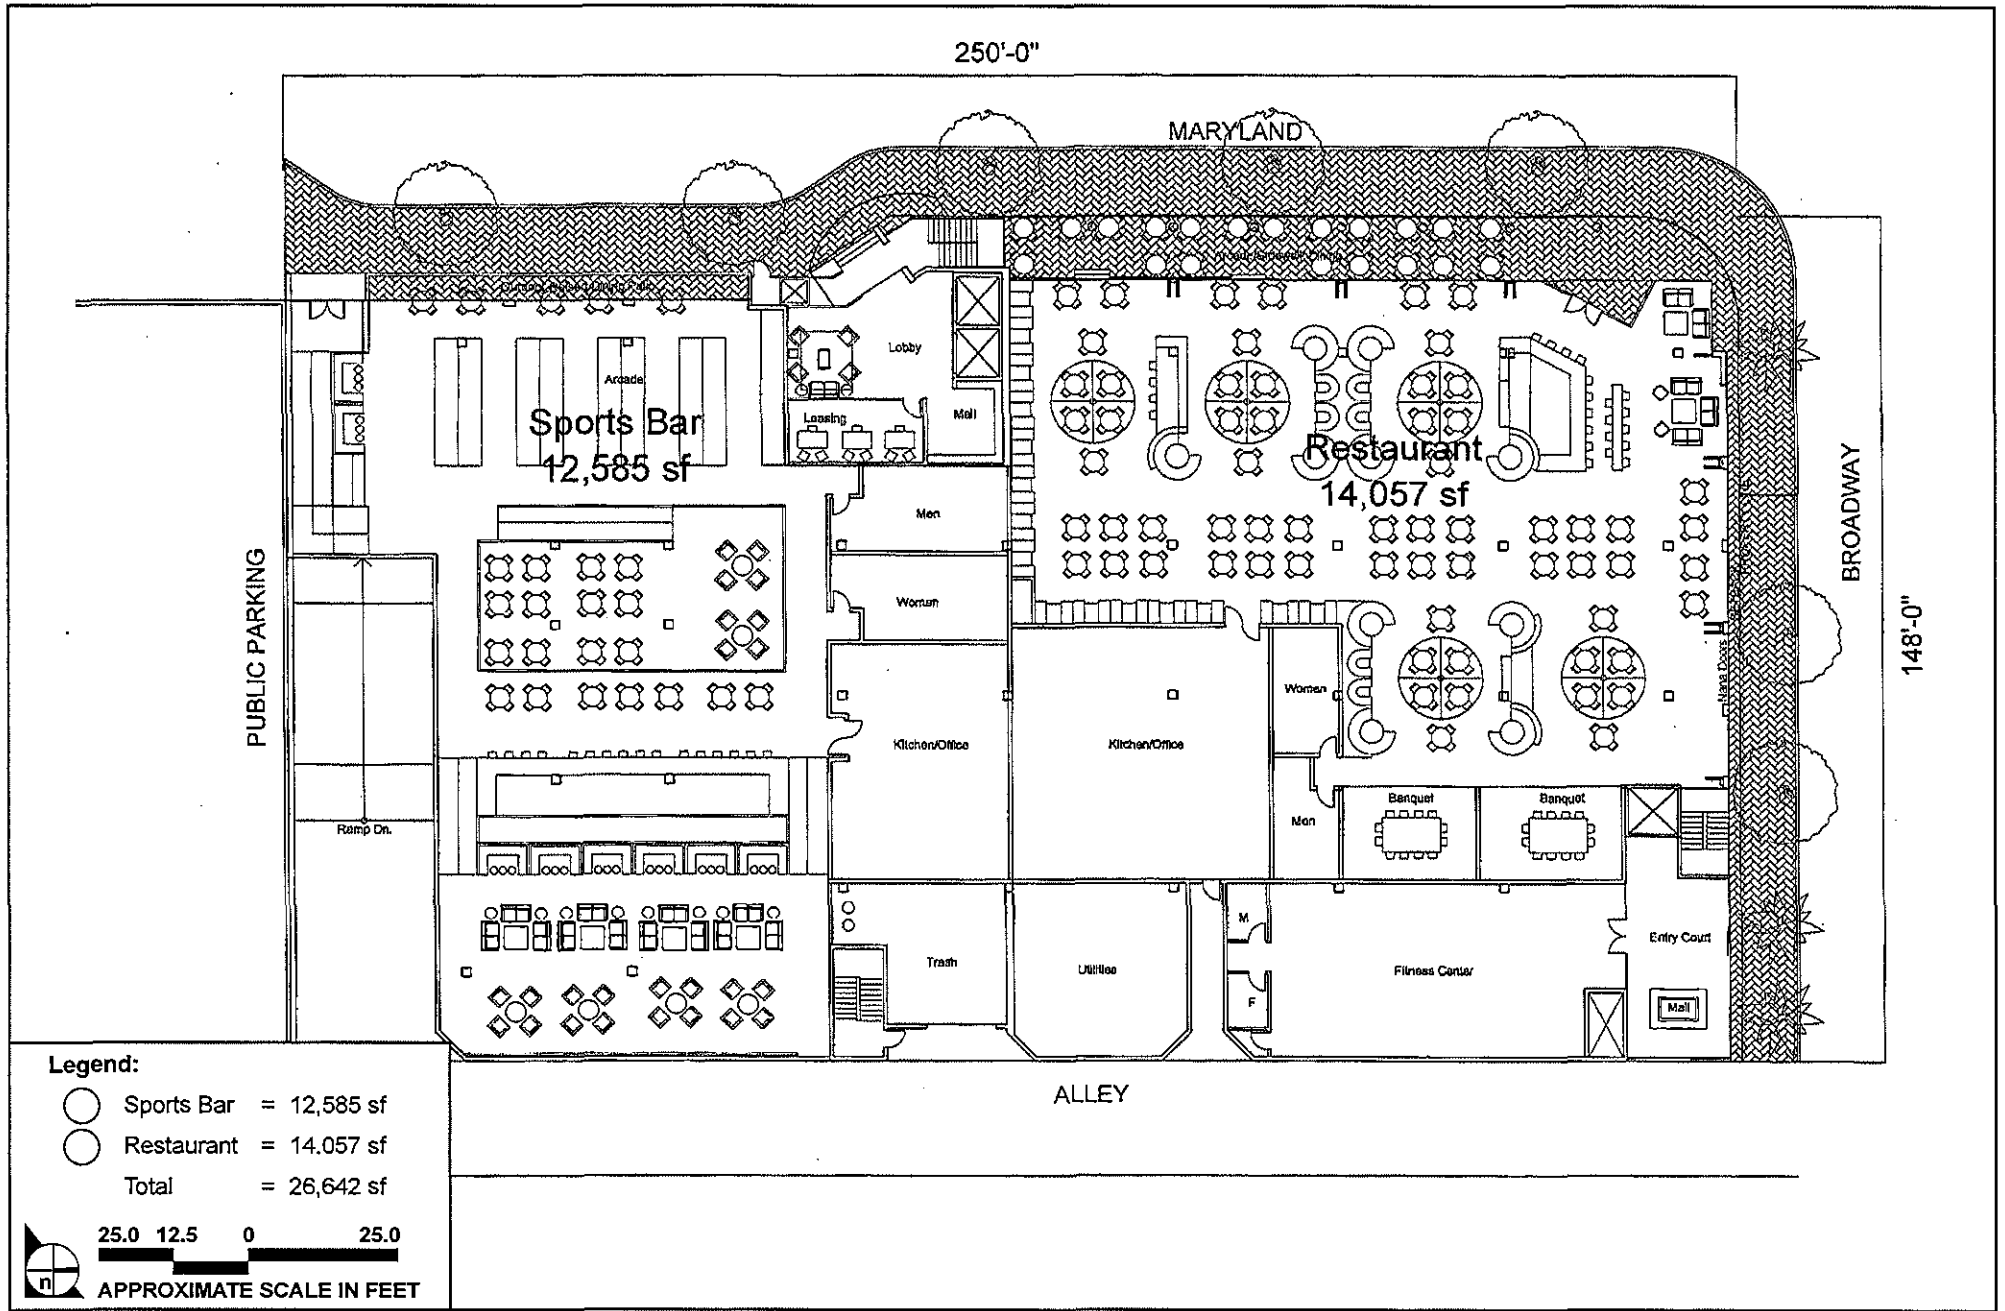 250'-0"
MARYLAND
Lobby
Arcade
Leasing
Mail
Sports Bar
12,585 sf
Restaurant
14,057 sf
BROADWAY
148'-0"
PUBLIC PARKING
Men
Women
Women
Kitchen/Office
Kitchen/Office
Men
Banquet
Banquet
Ramp Dn.
M
Entry Court
Trash
Utilities
Fitness Center
F
Mail
ALLEY
Legend:
Sports Bar = 12,585 sf
Restaurant = 14.057 sf
Total = 26,642 sf
25.0 12.5 0 25.0
n
APPROXIMATE SCALE IN FEET